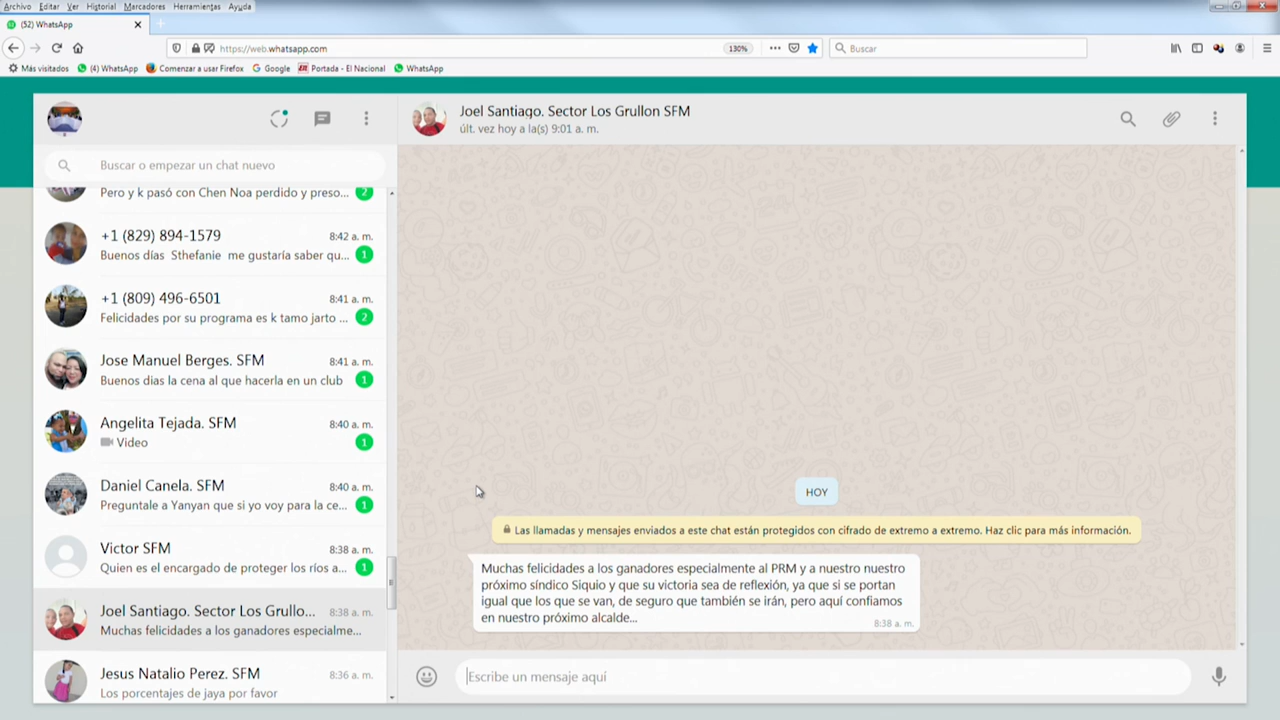 Archivo Editar Ver Historial Marcadores Herramientas Ayuda
(52) WhatsApp
https://web.whatsapp.com
130%
Buscar
Más visitados (4) WhatsApp Comenzar a usar Firefox Google Portada - El Nacional WhatsApp
Buscar o empezar un chat nuevo
Pero y k pasó con Chen Noa perdido y preso... 2
+1 (829) 894-1579 8:42 a. m.
Buenos días Sthefanie me gustaría saber qu... 1
+1 (809) 496-6501 8:41 a. m.
Felicidades por su programa es k tamo jarto ... 2
Jose Manuel Berges. SFM 8:41 a. m.
Buenos dias la cena al que hacerla en un club 1
Angelita Tejada. SFM 8:40 a. m.
Video 1
Daniel Canela. SFM 8:40 a. m.
Preguntale a Yanyan que si yo voy para la ce... 1
Victor SFM 8:38 a. m.
Quien es el encargado de proteger los ríos a... 1
Joel Santiago. Sector Los Grullo... 8:38 a. m.
Muchas felicidades a los ganadores especialme...
Jesus Natalio Perez. SFM 8:36 a. m.
Los porcentajes de jaya por favor
Joel Santiago. Sector Los Grullon SFM
últ. vez hoy a la(s) 9:01 a. m.
HOY
Las llamadas y mensajes enviados a este chat están protegidos con cifrado de extremo a extremo. Haz clic para más información.
Muchas felicidades a los ganadores especialmente al PRM y a nuestro nuestro
próximo síndico Siquio y que su victoria sea de reflexión, ya que si se portan
igual que los que se van, de seguro que también se irán, pero aquí confiamos
en nuestro próximo alcalde...
8:38 a. m.
Escribe un mensaje aquí